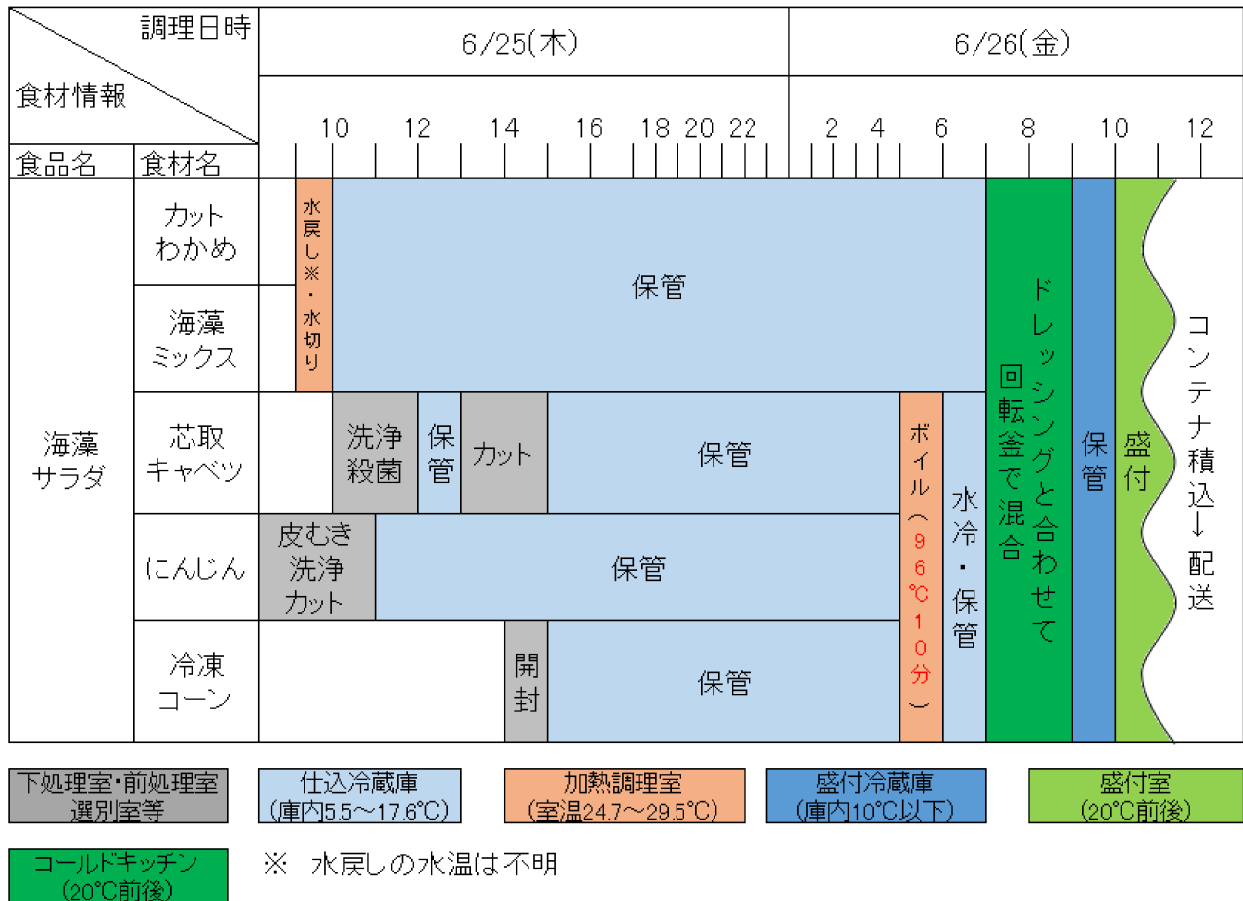 調理日時
6/25(木)
6/26(金)
食材情報
10 12 14 16 18 20 22 2 4 6 8 10 12
食品名
食材名
海藻
サラダ
カット
わかめ
海藻
ミックス
水戻し※・水切り
保管
芯取
キャベツ
洗浄
殺菌
保管
カット
保管
にんじん
皮むき
洗浄
カット
保管
冷凍
コーン
開封
保管
ボイル(96℃10分)
水冷・保管
ドレッシングと合わせて
回転釜で混合
保管
盛付
コンテナ積込→配送
下処理室・前処理室
選別室等
仕込冷蔵庫
(庫内5.5～17.6℃)
加熱調理室
(室温24.7～29.5℃)
盛付冷蔵庫
(庫内10℃以下)
盛付室
(20℃前後)
コールドキッチン
(20℃前後)
※ 水戻しの水温は不明